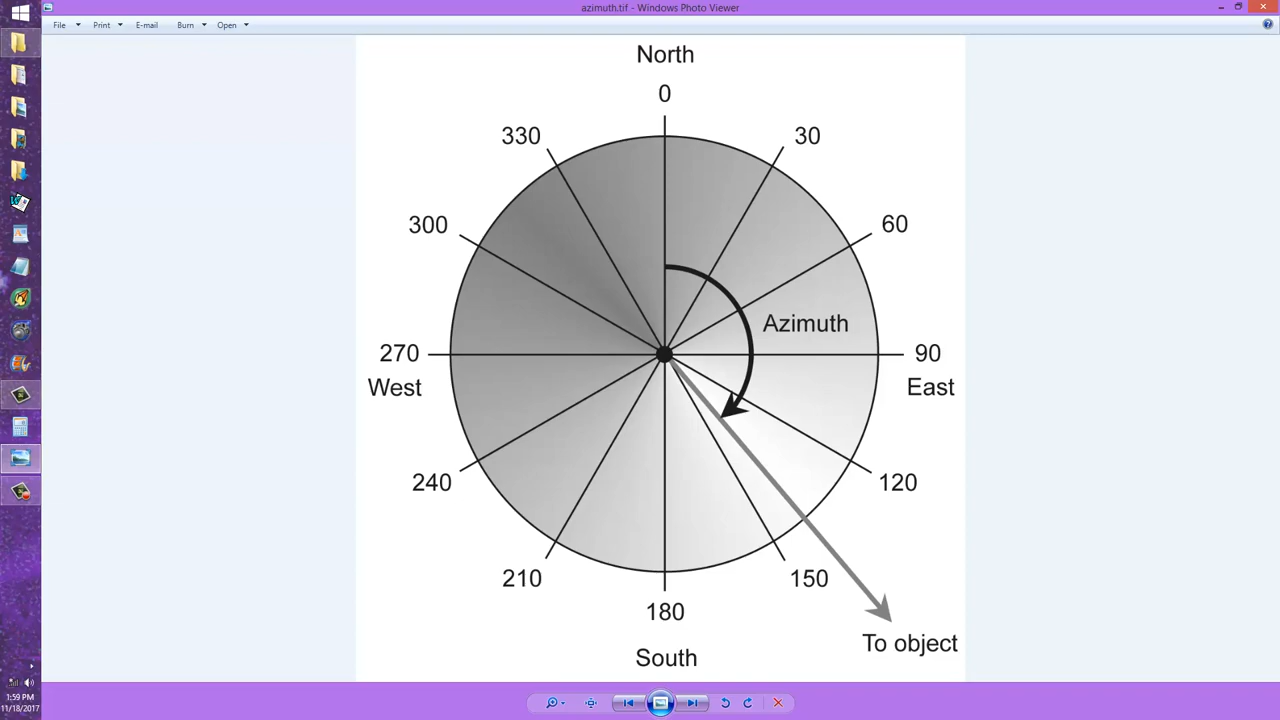 azimuth.tif - Windows Photo Viewer
File Print E-mail Burn Open
North
0
330 30
300 60
Azimuth
270 90
West East
240 120
210 150
180
To object
South
1:59 PM
11/18/2017